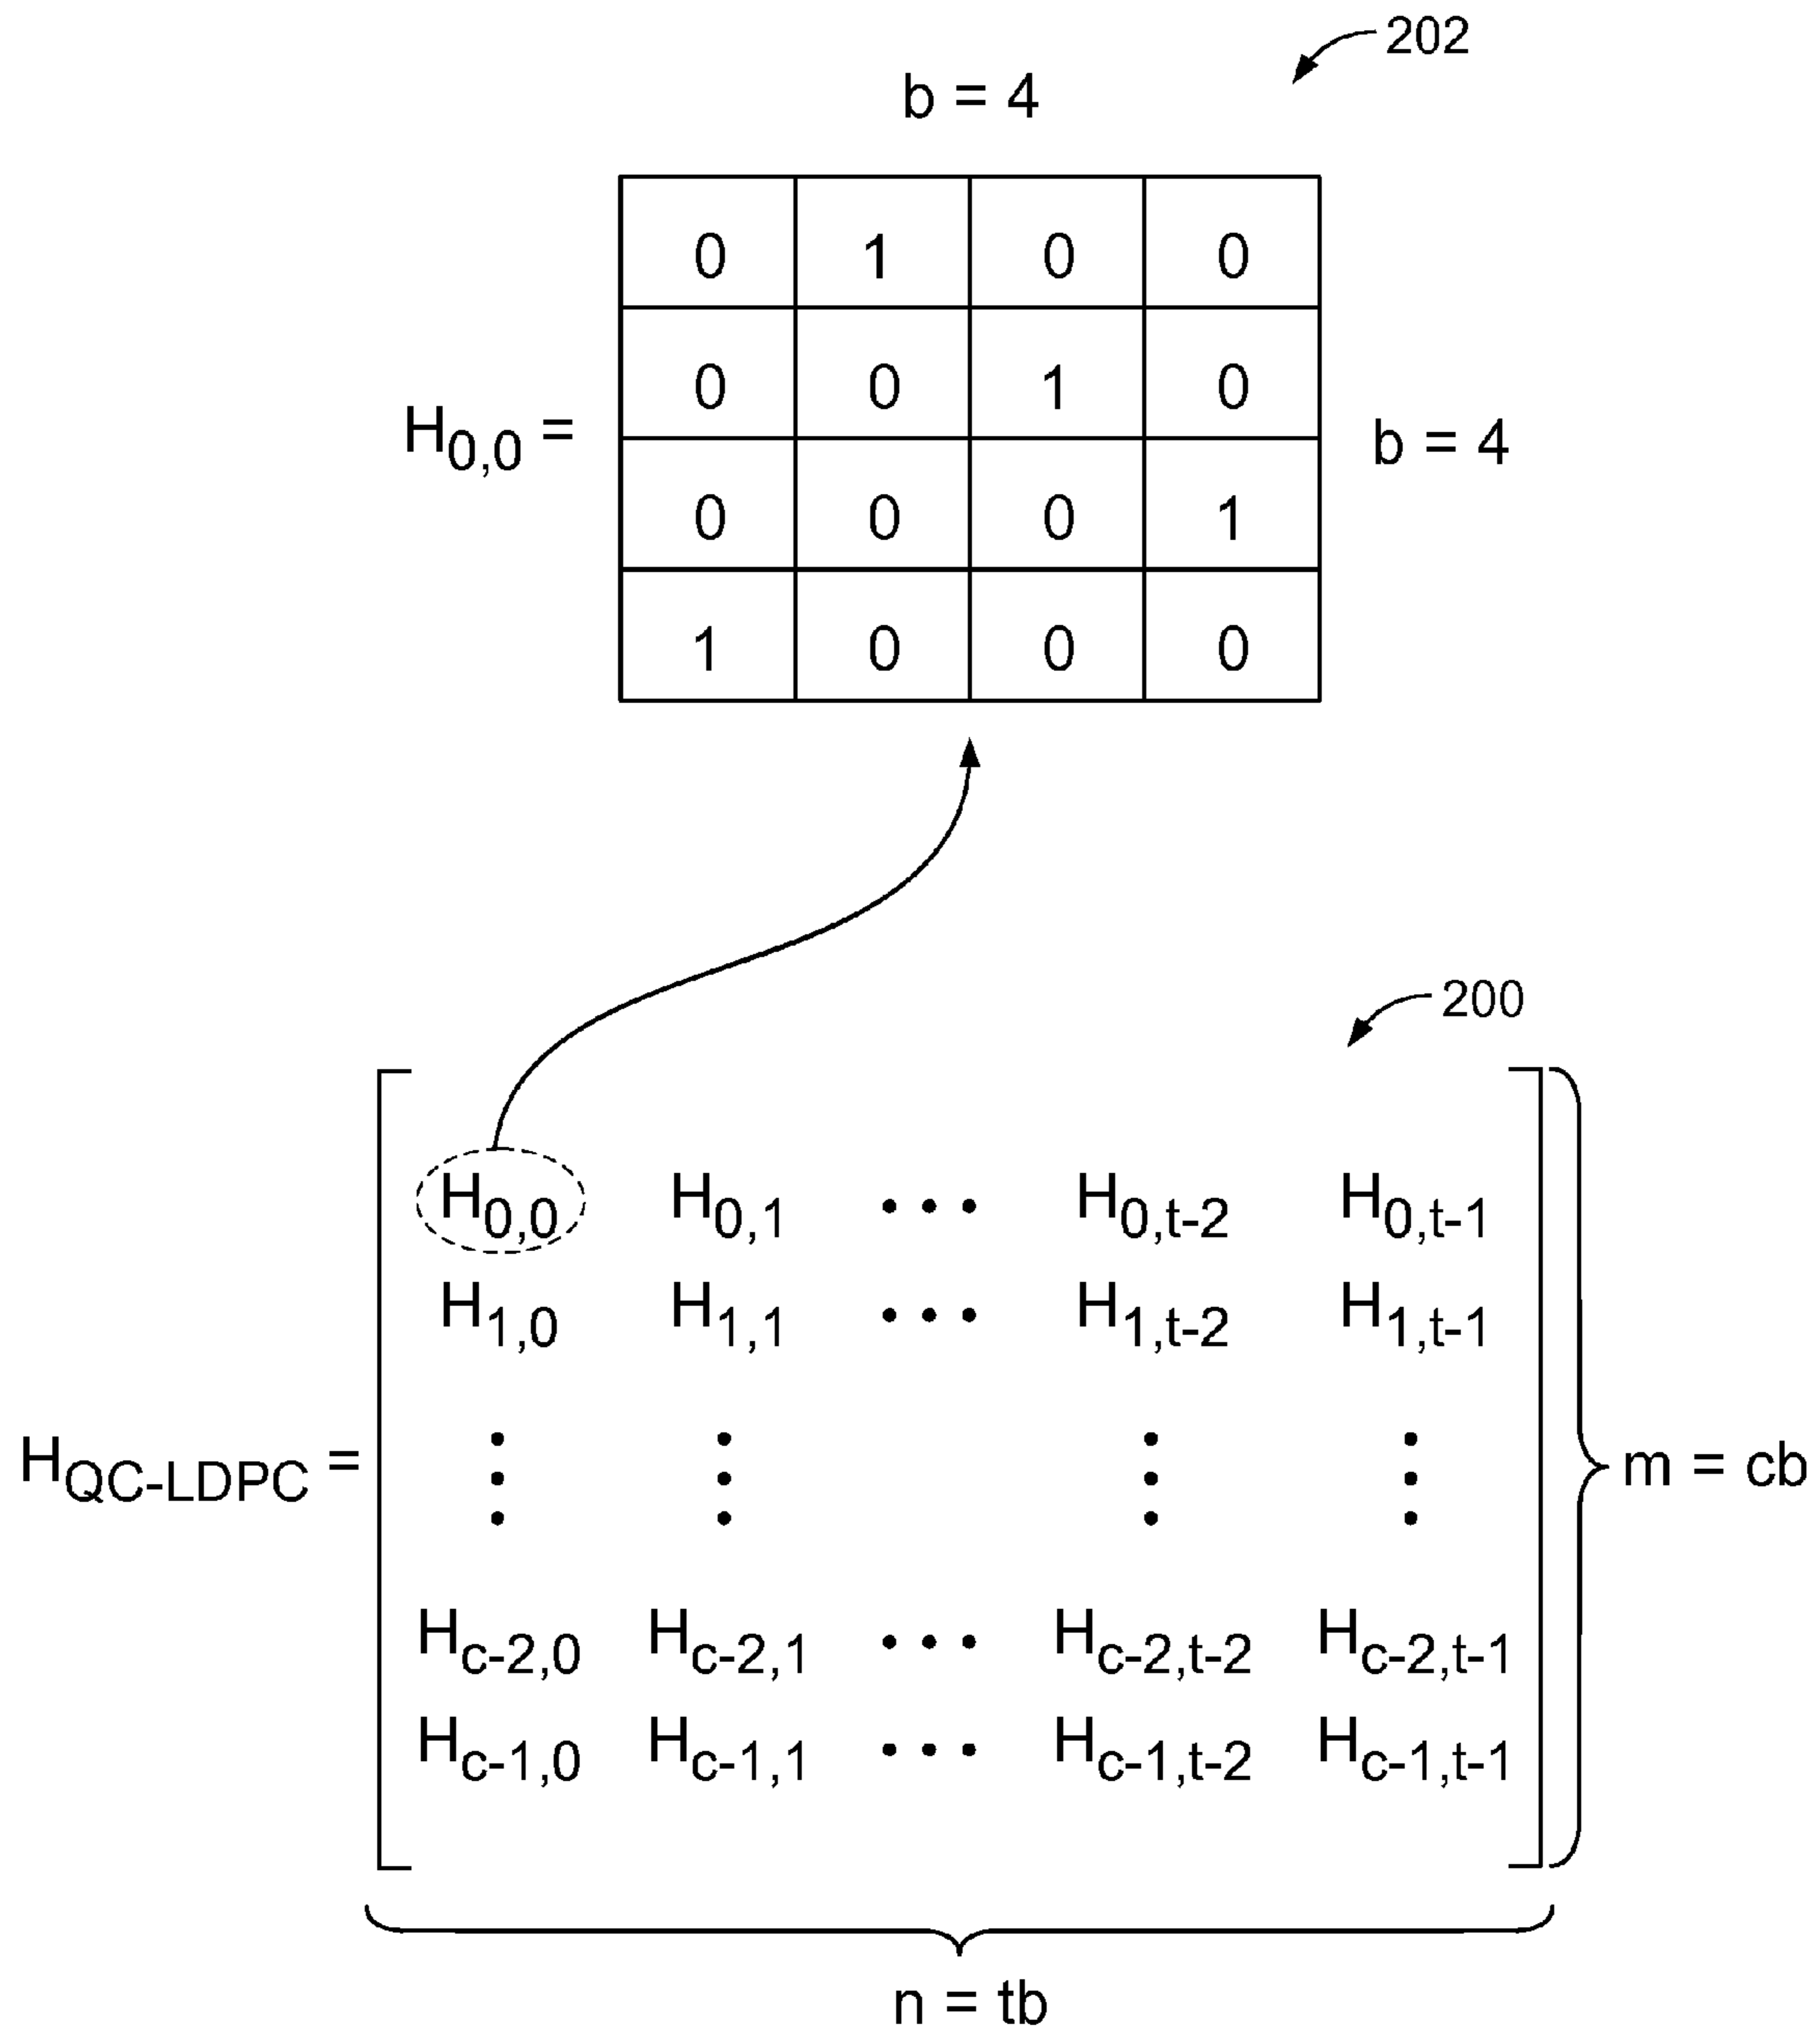 202
b = 4
0 1 0 0
0 0 1 0
H0,0 =
b = 4
0 0 0 1
1 0 0 0
200
H0,0 H0,1 • • • H0,t-2 H0,t-1
H1,0 H1,1 • • • H1,t-2 H1,t-1
HQC-LDPC =
m = cb
Hc-2,0 Hc-2,1 • • • Hc-2,t-2 Hc-2,t-1
Hc-1,0 Hc-1,1 • • • Hc-1,t-2 Hc-1,t-1
n = tb